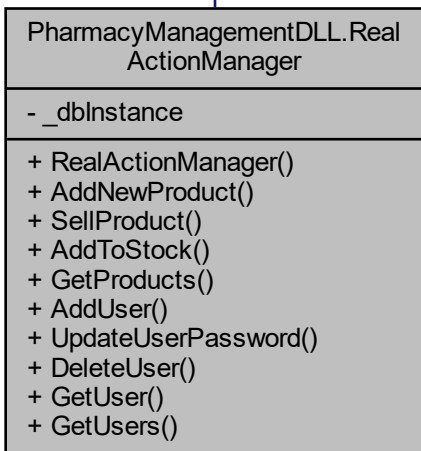 PharmacyManagementDLL.Real
ActionManager
- _dbInstance
+ RealActionManager()
+ AddNewProduct()
+ SellProduct()
+ AddToStock()
+ GetProducts()
+ AddUser()
+ UpdateUserPassword()
+ DeleteUser()
+ GetUser()
+ GetUsers()